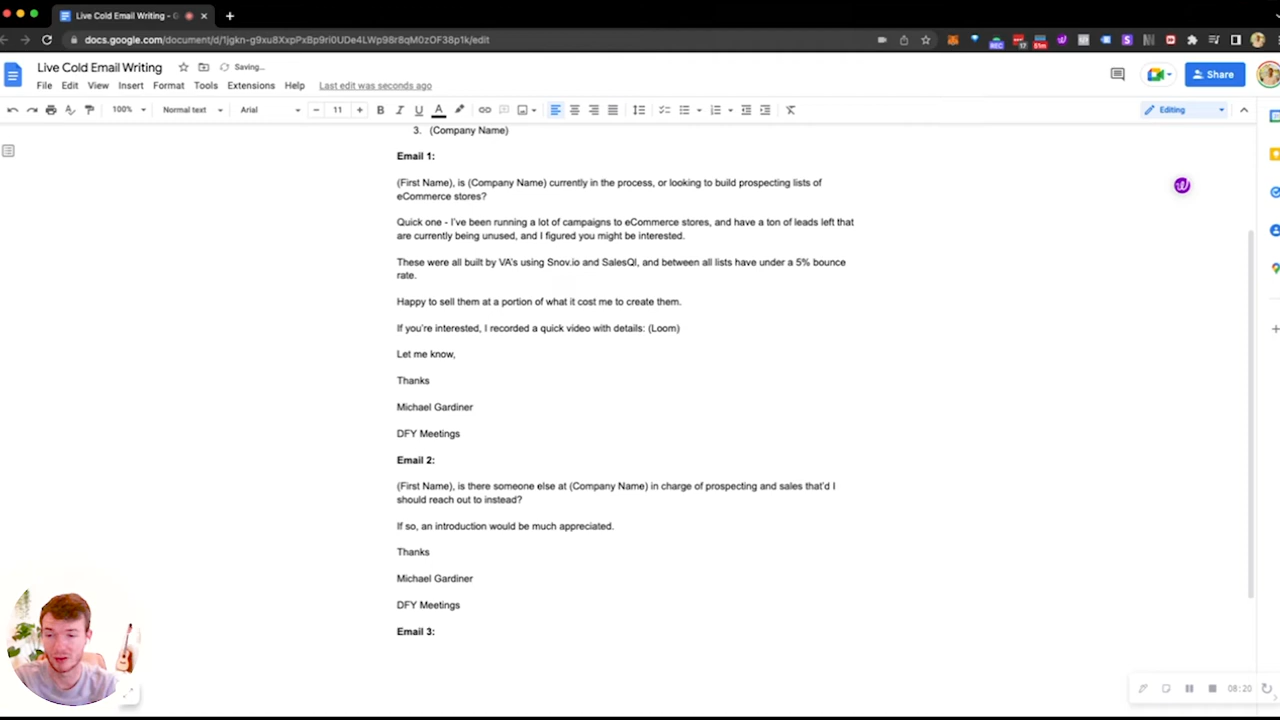 Live Cold Email Writing - G
docs.google.com/document/d/1jgkn-g9xu8XxpPxBp9rI0UDe4LWp98r8qM0zOF38p1k/edit
Live Cold Email Writing
Saving...
File Edit View Insert Format Tools Extensions Help Last edit was seconds ago
Share
100% Normal text Arial 11 Editing
3. (Company Name)
Email 1:
(First Name), is (Company Name) currently in the process, or looking to build prospecting lists of
eCommerce stores?
Quick one - I've been running a lot of campaigns to eCommerce stores, and have a ton of leads left that
are currently being unused, and I figured you might be interested.
These were all built by VA's using Snov.io and SalesQl, and between all lists have under a 5% bounce
rate.
Happy to sell them at a portion of what it cost me to create them.
If you're interested, I recorded a quick video with details: (Loom)
Let me know,
Thanks
Michael Gardiner
DFY Meetings
Email 2:
(First Name), is there someone else at (Company Name) in charge of prospecting and sales that'd I
should reach out to instead?
If so, an introduction would be much appreciated.
Thanks
Michael Gardiner
DFY Meetings
Email 3:
08:20